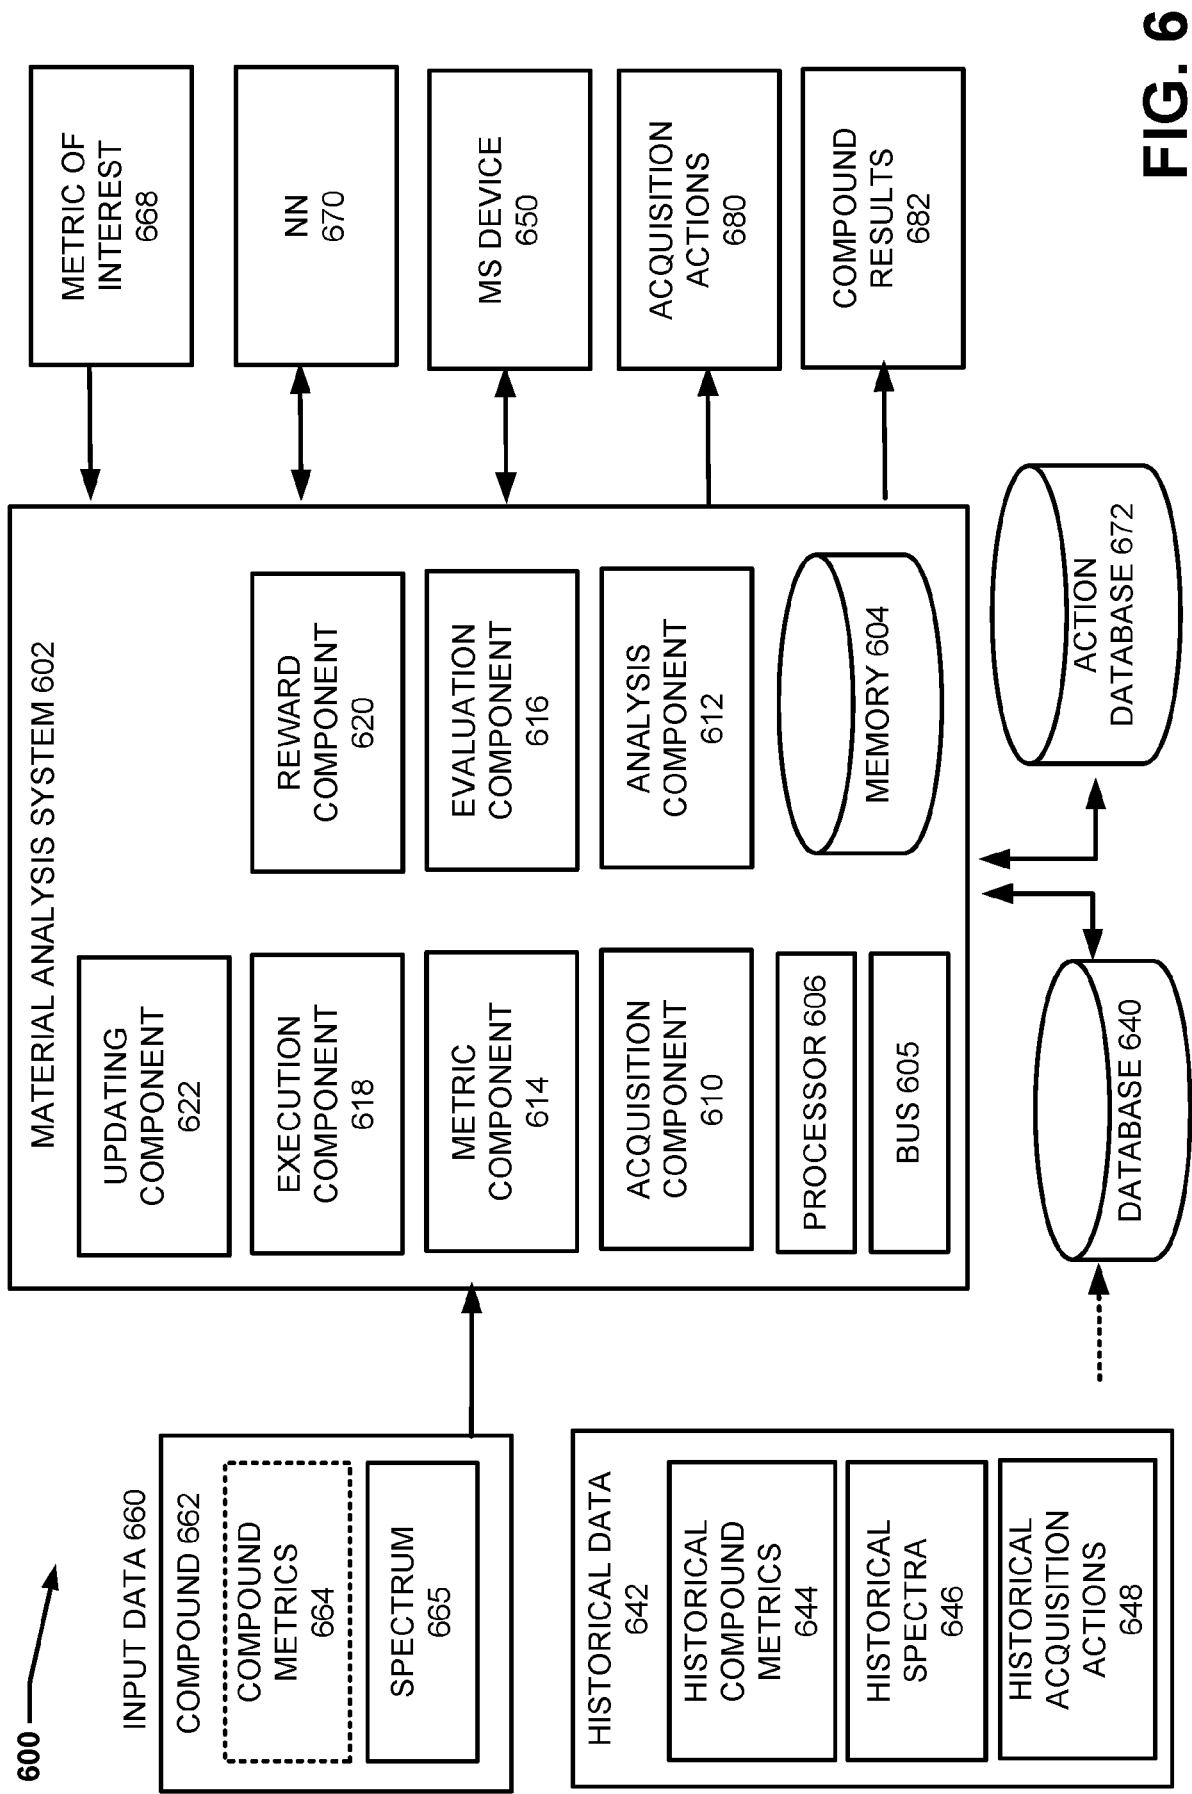 600
INPUT DATA 660
COMPOUND 662
COMPOUND
METRICS
664
SPECTRUM
665
HISTORICAL DATA
642
HISTORICAL
COMPOUND
METRICS
644
HISTORICAL
SPECTRA
646
HISTORICAL
ACQUISITION
ACTIONS
648
MATERIAL ANALYSIS SYSTEM 602
UPDATING
COMPONENT
622
EXECUTION
COMPONENT
618
REWARD
COMPONENT
620
METRIC
COMPONENT
614
EVALUATION
COMPONENT
616
ACQUISITION
COMPONENT
610
ANALYSIS
COMPONENT
612
PROCESSOR 606
BUS 605
MEMORY 604
DATABASE 640
ACTION
DATABASE 672
METRIC OF
INTEREST
668
NN
670
MS DEVICE
650
ACQUISITION
ACTIONS
680
COMPOUND
RESULTS
682
FIG. 6